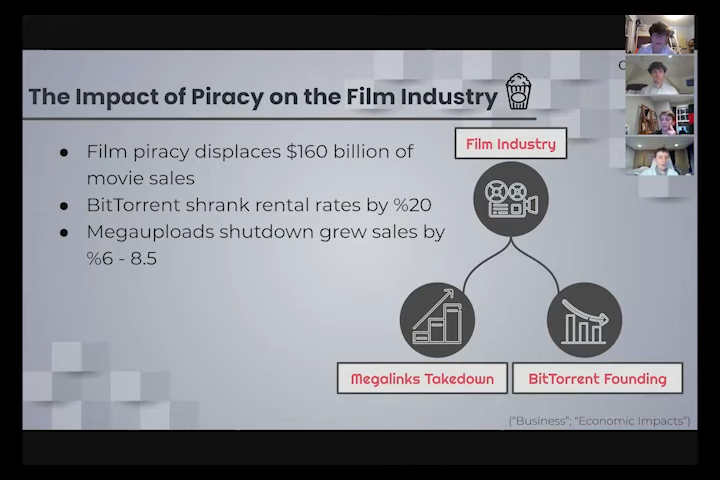 The Impact of Piracy on the Film Industry
Film piracy displaces $160 billion of
movie sales
BitTorrent shrank rental rates by %20
Megauploads shutdown grew sales by
%6 - 8.5
Film Industry
Megalinks Takedown
BitTorrent Founding
("Business"; "Economic Impacts")